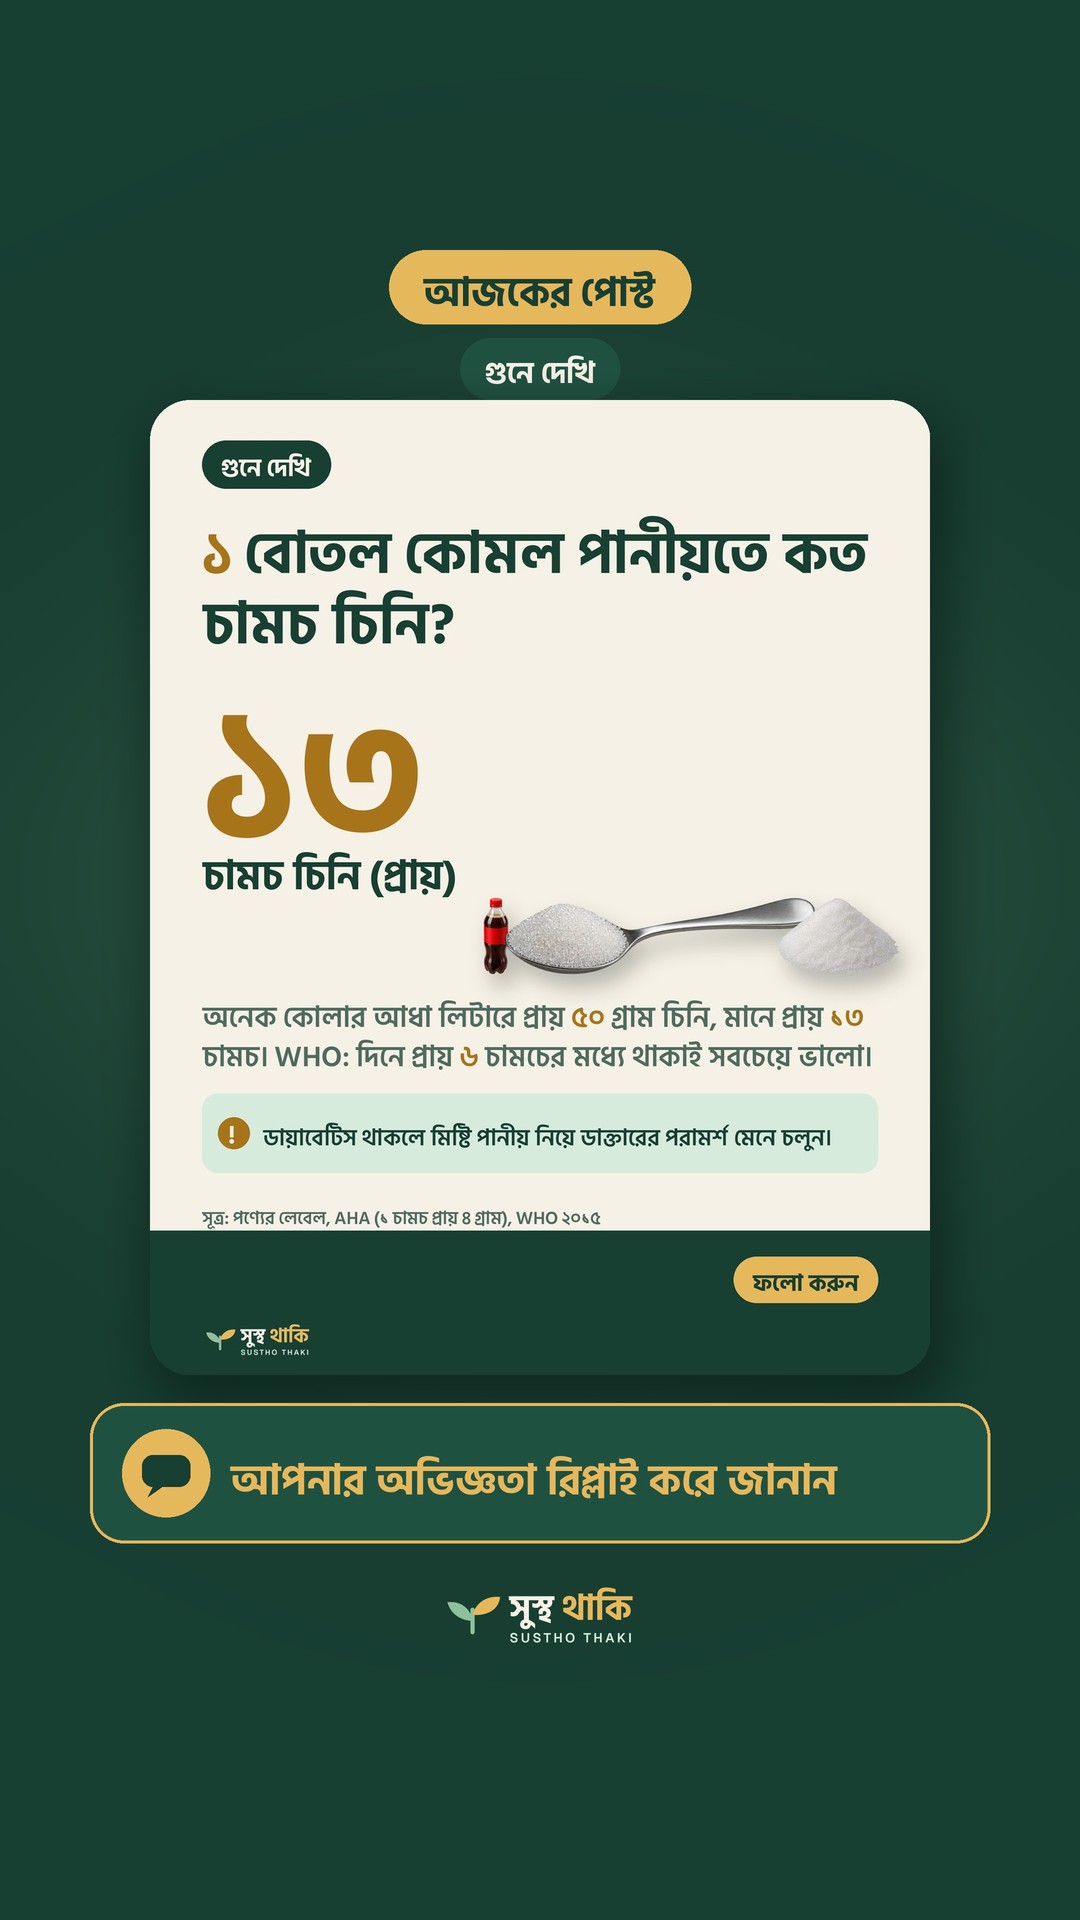 আজকের পোস্ট
গুনে দেখি
গুনে দেখি
১ বোতল কোমল পানীয়তে কত
চামচ চিনি?
১৩
চামচ চিনি (প্রায়)
অনেক কোলার আধা লিটারে প্রায় ৫০ গ্রাম চিনি, মানে প্রায় ১৩
চামচ। WHO: দিনে প্রায় ৬ চামচের মধ্যে থাকাই সবচেয়ে ভালো।
! ডায়াবেটিস থাকলে মিষ্টি পানীয় নিয়ে ডাক্তারের পরামর্শ মেনে চলুন।
সূত্র: পণ্যের লেবেল, AHA (১ চামচ প্রায় ৪ গ্রাম), WHO ২০১৫
ফলো করুন
সুস্থ থাকি
SUSTHO THAKI
আপনার অভিজ্ঞতা রিপ্লাই করে জানান
সুস্থ থাকি
SUSTHO THAKI